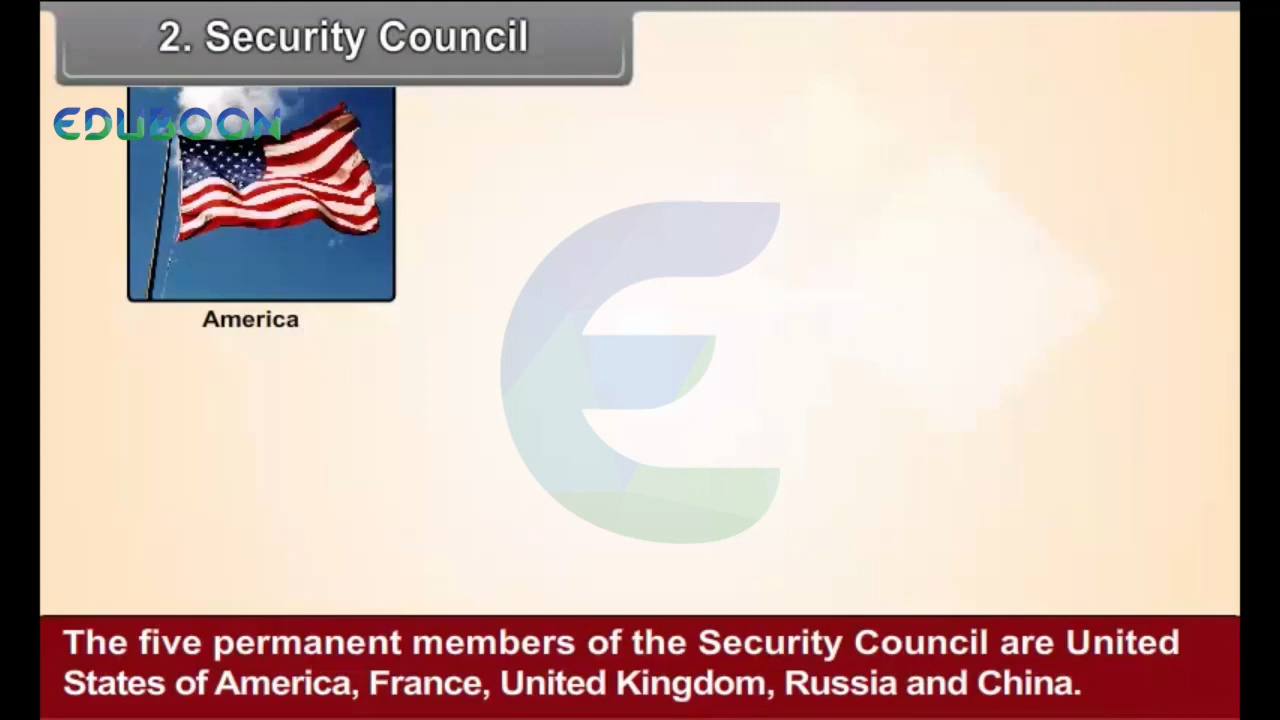 2. Security Council
EDUBOON
America
The five permanent members of the Security Council are United
States of America, France, United Kingdom, Russia and China.